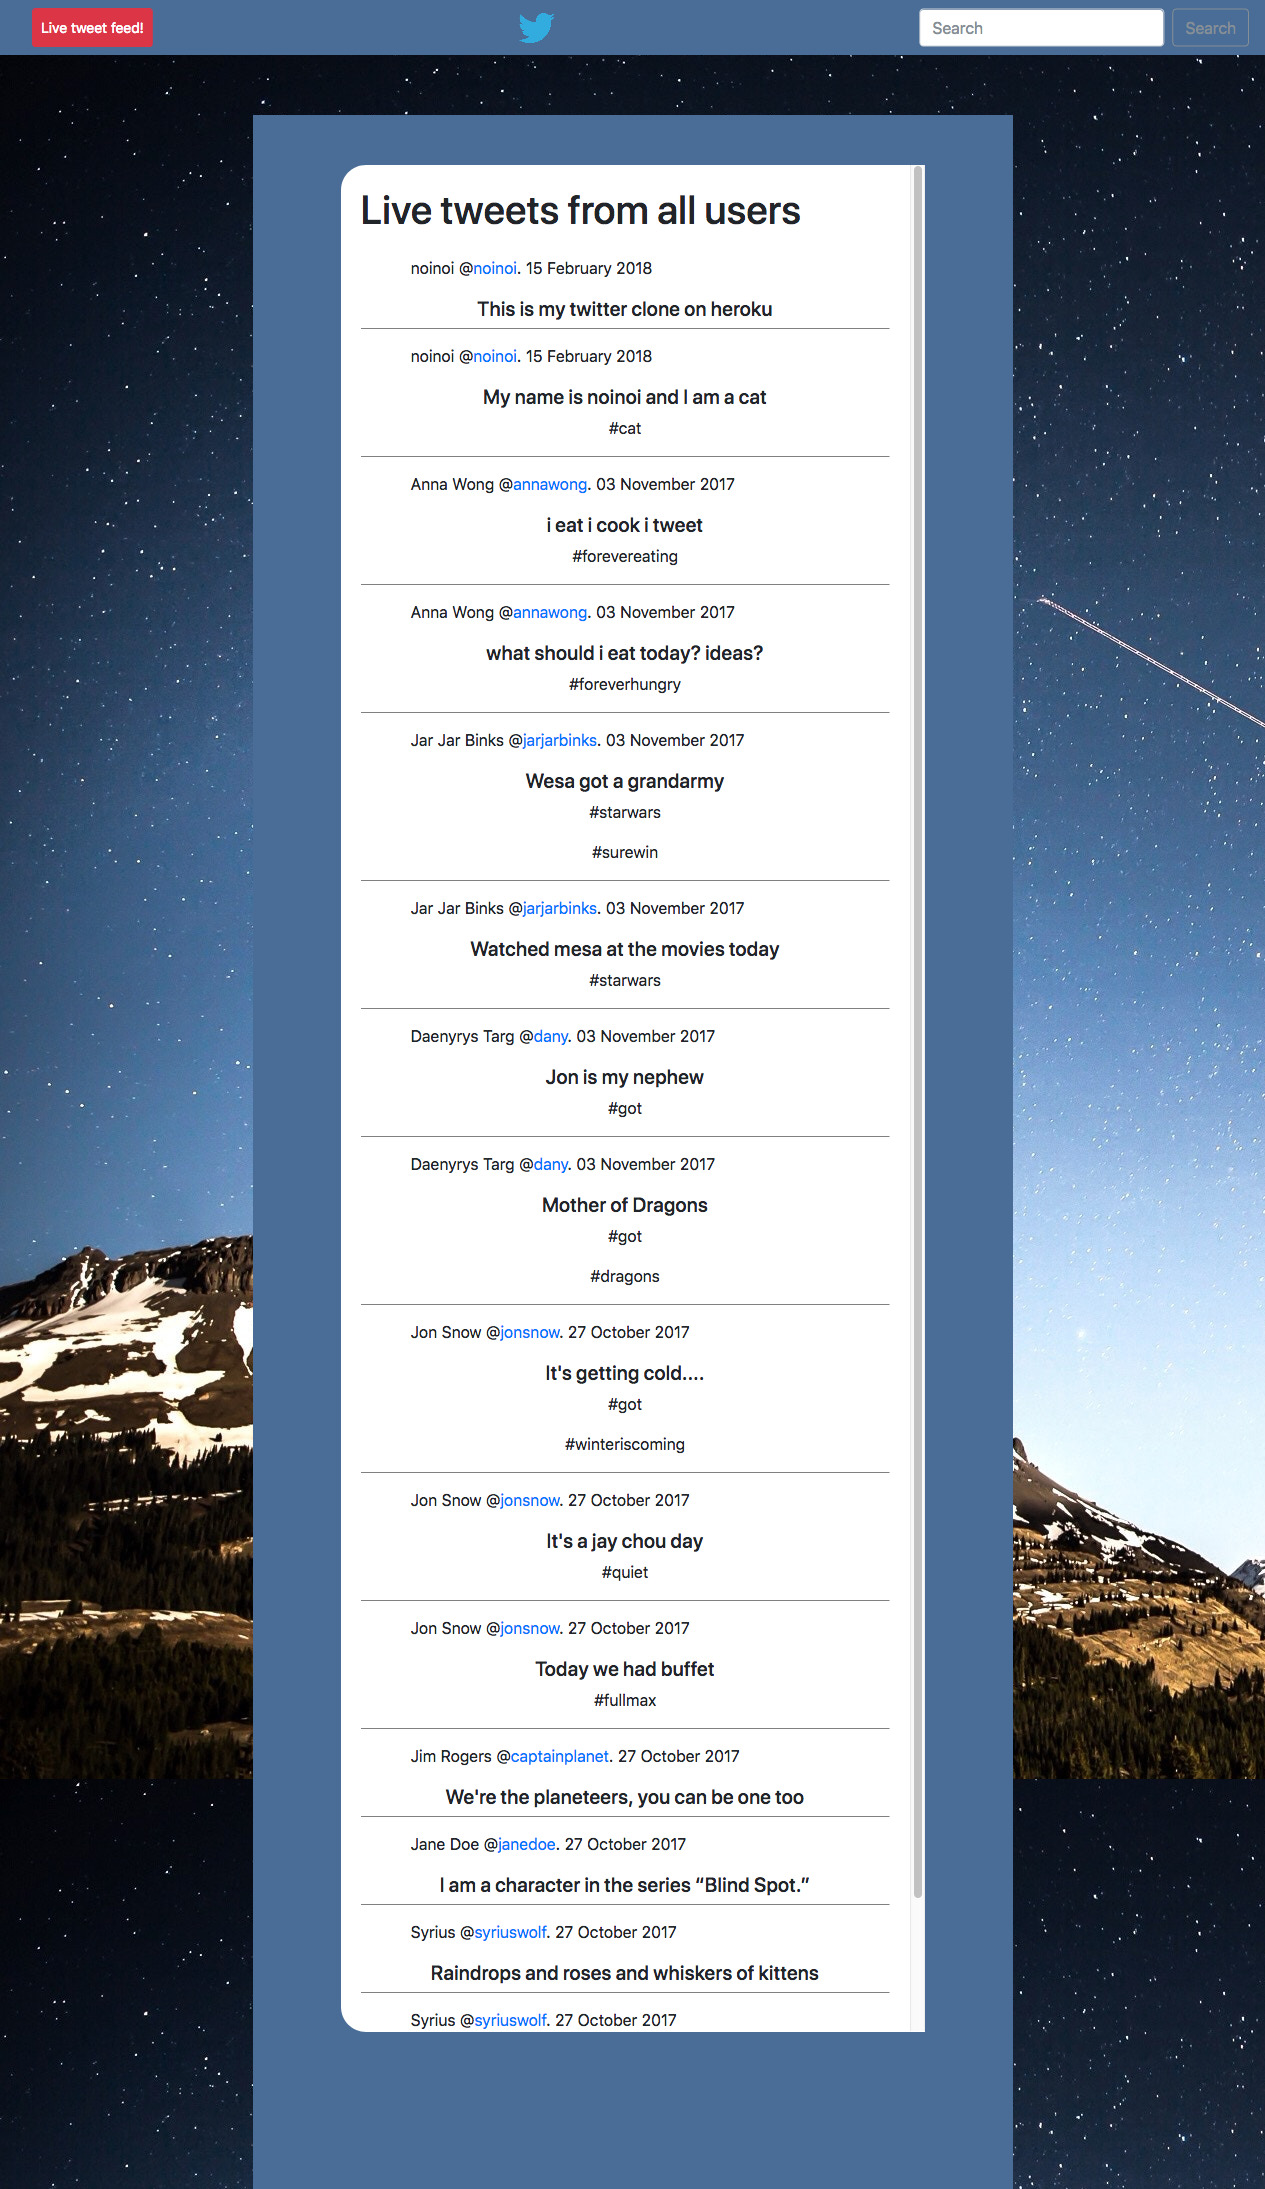 Live tweet feed!
Search
Search
Live tweets from all users
noinoi @noinoi. 15 February 2018
This is my twitter clone on heroku
noinoi @noinoi. 15 February 2018
My name is noinoi and I am a cat
#cat
Anna Wong @annawong. 03 November 2017
i eat i cook i tweet
#forevereating
Anna Wong @annawong. 03 November 2017
what should i eat today? ideas?
#foreverhungry
Jar Jar Binks @jarjarbinks. 03 November 2017
Wesa got a grandarmy
#starwars
#surewin
Jar Jar Binks @jarjarbinks. 03 November 2017
Watched mesa at the movies today
#starwars
Daenyrys Targ @dany. 03 November 2017
Jon is my nephew
#got
Daenyrys Targ @dany. 03 November 2017
Mother of Dragons
#got
#dragons
Jon Snow @jonsnow. 27 October 2017
It's getting cold....
#got
#winteriscoming
Jon Snow @jonsnow. 27 October 2017
It's a jay chou day
#quiet
Jon Snow @jonsnow. 27 October 2017
Today we had buffet
#fullmax
Jim Rogers @captainplanet. 27 October 2017
We're the planeteers, you can be one too
Jane Doe @janedoe. 27 October 2017
I am a character in the series “Blind Spot.”
Syrius @syriuswolf. 27 October 2017
Raindrops and roses and whiskers of kittens
Syrius @syriuswolf. 27 October 2017